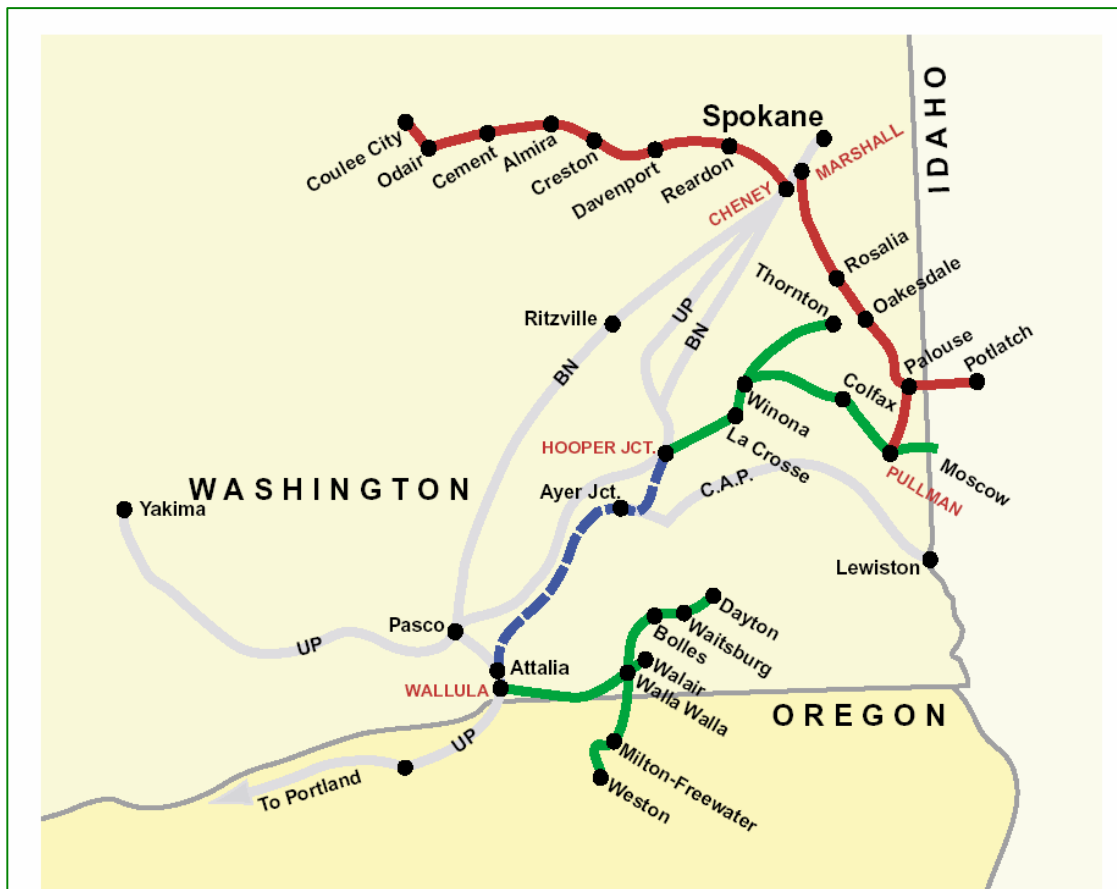 IDAHO
Spokane
MARSHALL
Coulee City
Odair
Cement
Almira
Creston
Davenport
Reardon
CHENEY
Rosalia
Oakesdale
Thornton
Palouse
Potlatch
Ritzville
UP
BN
BN
Colfax
Winona
La Crosse
HOOPER JCT.
Moscow
PULLMAN
WASHINGTON
Ayer Jct.
C.A.P.
Yakima
Lewiston
Pasco
UP
Dayton
Waitsburg
Bolles
Walair
Walla Walla
Attalia
WALLULA
OREGON
UP
Milton-Freewater
Weston
To Portland